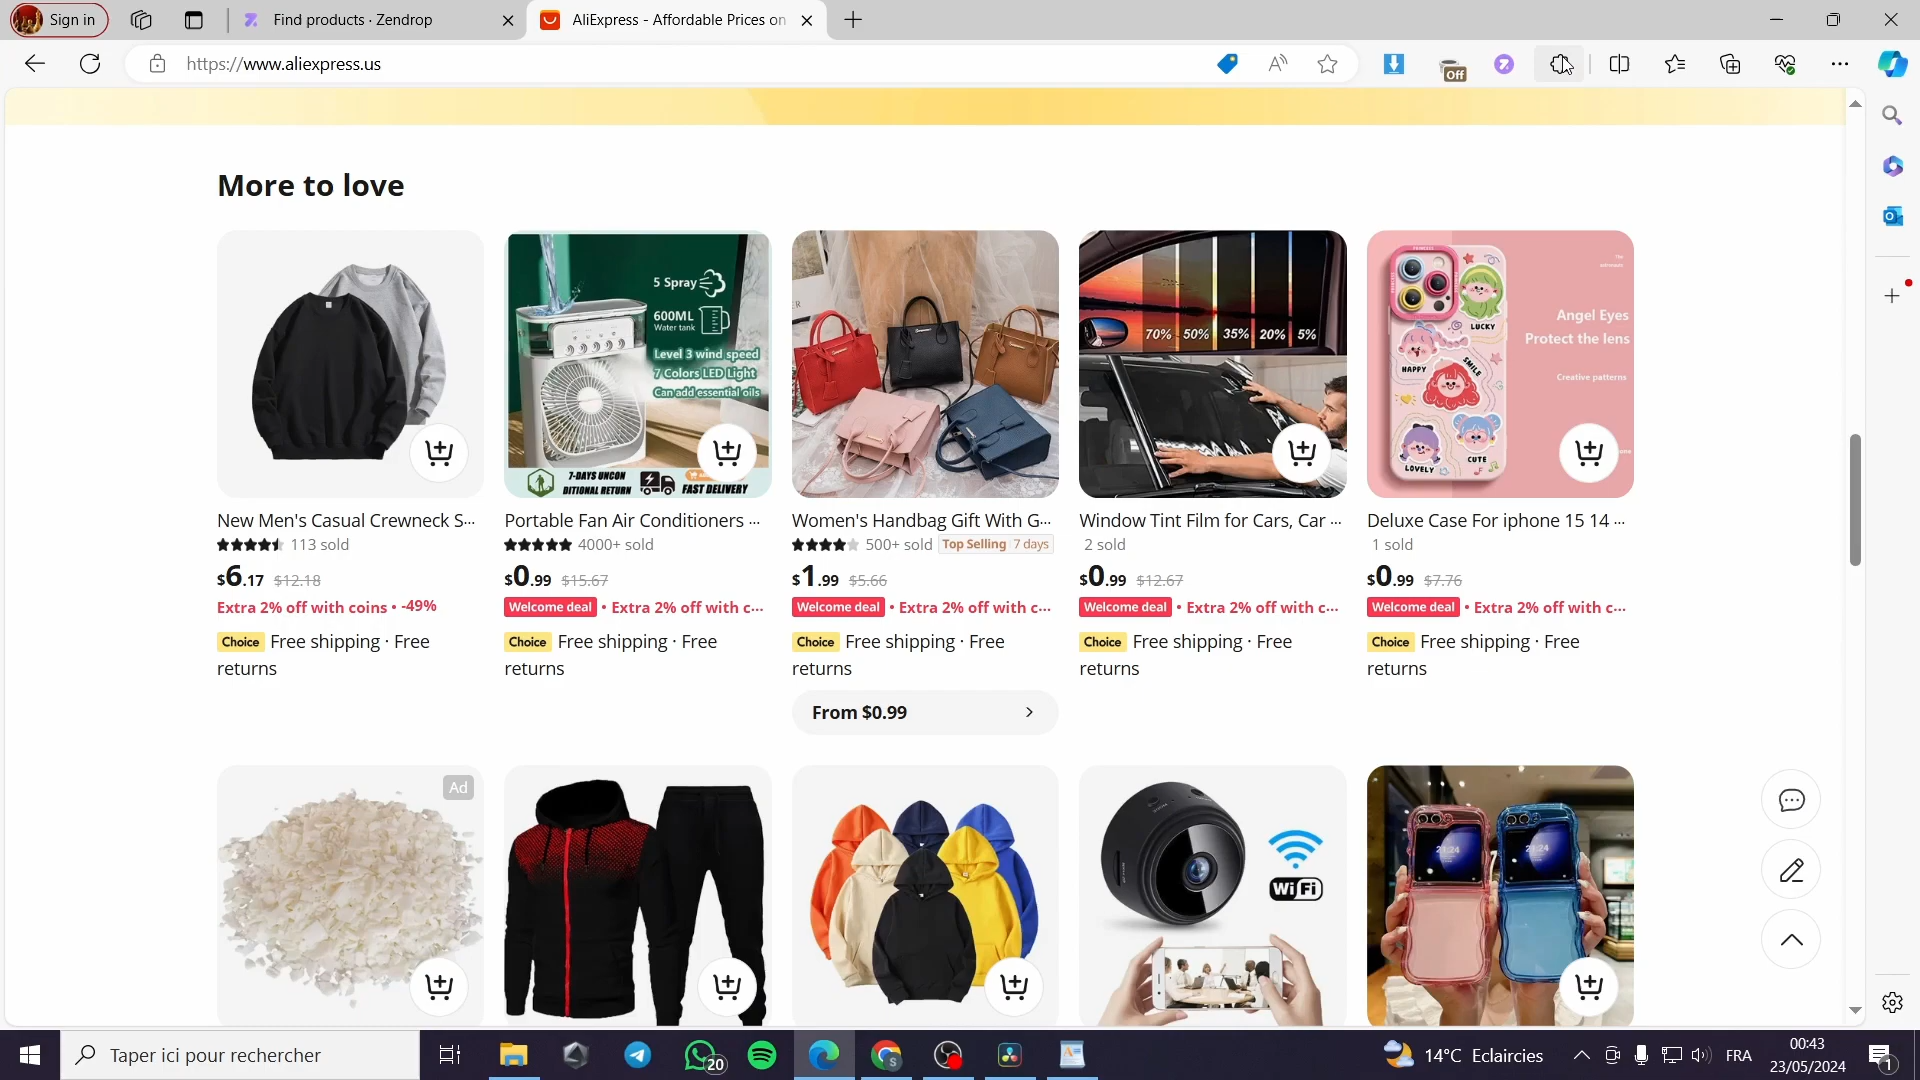 Sign in
Find products · Zendrop
AliExpress - Affordable Prices on
https://www.aliexpress.us
Off
More to love
5 Spray
600ML
Water tank
Level 3 wind speed
7 Colors LED Light
Can add essential oils
7-DAYS UNCON
DITIONAL RETURN
FAST DELIVERY
70% 50% 35% 20% 5%
LUCKY
HAPPY
SMILE
LOVELY
CUTE
Angel Eyes
Protect the lens
Creative patterns
New Men's Casual Crewneck S...
113 sold
$6.17 $12.18
Extra 2% off with coins • -49%
Choice Free shipping · Free
returns
Portable Fan Air Conditioners ...
4000+ sold
$0.99 $15.67
Welcome deal • Extra 2% off with c...
Choice Free shipping · Free
returns
Women's Handbag Gift With G...
500+ sold Top Selling 7 days
$1.99 $5.66
Welcome deal • Extra 2% off with c...
Choice Free shipping · Free
returns
From $0.99
Window Tint Film for Cars, Car ...
2 sold
$0.99 $12.67
Welcome deal • Extra 2% off with c...
Choice Free shipping · Free
returns
Deluxe Case For iphone 15 14 ...
1 sold
$0.99 $7.76
Welcome deal • Extra 2% off with c...
Choice Free shipping · Free
returns
Ad
WiFi
21:24
21:24
Taper ici pour rechercher
20
14°C Eclaircies
FRA
00:43
23/05/2024
1